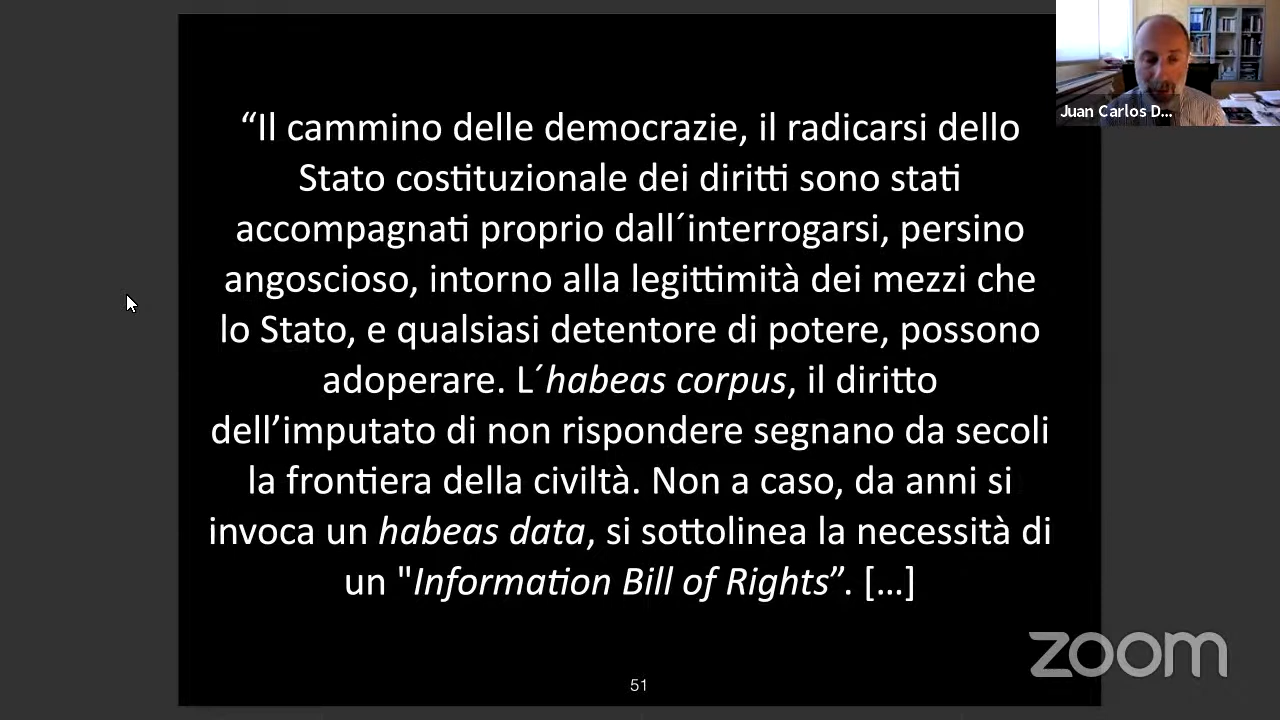 Juan Carlos D...
“Il cammino delle democrazie, il radicarsi dello
Stato costituzionale dei diritti sono stati
accompagnati proprio dall´interrogarsi, persino
angoscioso, intorno alla legittimità dei mezzi che
lo Stato, e qualsiasi detentore di potere, possono
adoperare. L´habeas corpus, il diritto
dell’imputato di non rispondere segnano da secoli
la frontiera della civiltà. Non a caso, da anni si
invoca un habeas data, si sottolinea la necessità di
un "Information Bill of Rights”. […]
zoom
51